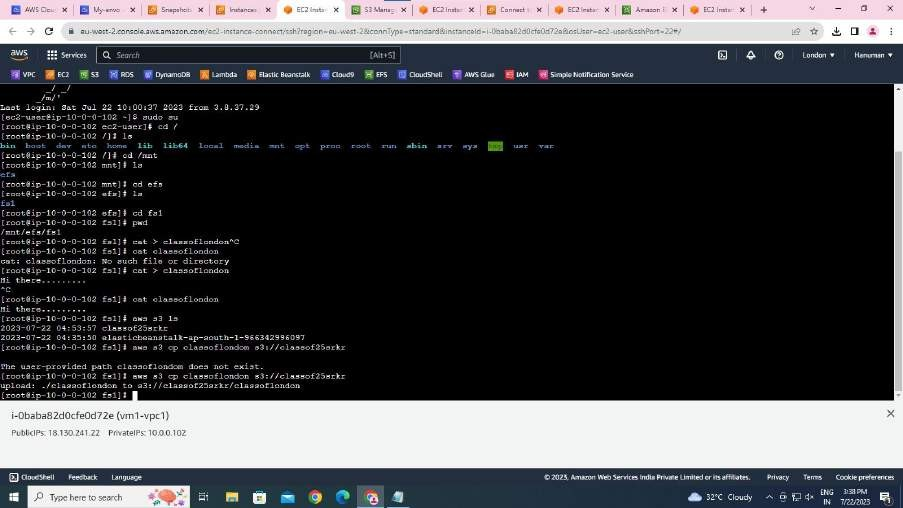 AWS Clou
My-envo
Snapshots
Instances
EC2 Instan
S3 Manag
EC2 Instan
Connect t
EC2 Instan
Amazon E
EC2 Instan
eu-west-2.console.aws.amazon.com/ec2-instance-connect/ssh?region=eu-west-2&connType=standard&instanceId=i-0baba82d0cfe0d72e&osUser=ec2-user&sshPort=22#/
aws Services Search [Alt+S] London Hanuman
VPC EC2 S3 RDS DynamoDB Lambda Elastic Beanstalk Cloud9 EFS CloudShell AWS Glue IAM Simple Notification Service
_/ _/
_/m/'
Last login: Sat Jul 22 10:00:37 2023 from 3.8.37.29
[ec2-user@ip-10-0-0-102 ~]$ sudo su
[root@ip-10-0-0-102 ec2-user]# cd /
[root@ip-10-0-0-102 /]# ls
bin boot dev etc home lib lib64 local media mnt opt proc root run sbin srv sys tmp usr var
[root@ip-10-0-0-102 /]# cd /mnt
[root@ip-10-0-0-102 mnt]# ls
efs
[root@ip-10-0-0-102 mnt]# cd efs
[root@ip-10-0-0-102 efs]# ls
fs1
[root@ip-10-0-0-102 efs]# cd fs1
[root@ip-10-0-0-102 fs1]# pwd
/mnt/efs/fs1
[root@ip-10-0-0-102 fs1]# cat > classoflondon^C
[root@ip-10-0-0-102 fs1]# cat classoflondon
cat: classoflondon: No such file or directory
[root@ip-10-0-0-102 fs1]# cat > classoflondon
Hi there.........
^C
[root@ip-10-0-0-102 fs1]# cat classoflondon
Hi there.........
[root@ip-10-0-0-102 fs1]# aws s3 ls
2023-07-22 04:53:57 classof25srkr
2023-07-22 04:35:50 elasticbeanstalk-ap-south-1-966342996097
[root@ip-10-0-0-102 fs1]# aws s3 cp classoflondom s3://classof25srkr
The user-provided path classoflondom does not exist.
[root@ip-10-0-0-102 fs1]# aws s3 cp classoflondon s3://classof25srkr
upload: ./classoflondon to s3://classof25srkr/classoflondon
[root@ip-10-0-0-102 fs1]#
i-0baba82d0cfe0d72e (vm1-vpc1)
PublicIPs: 18.130.241.22 PrivateIPs: 10.0.0.102
CloudShell Feedback Language © 2023, Amazon Web Services India Private Limited or its affiliates. Privacy Terms Cookie preferences
Type here to search 32°C Cloudy ENG IN 3:38 PM 7/22/2023